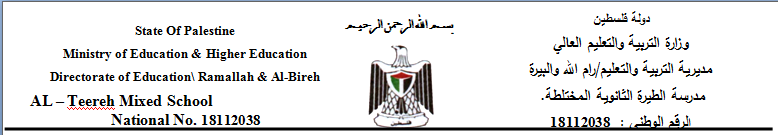 State Of Palestine
Ministry of Education & Higher Education
Directorate of Education\ Ramallah & Al-Bireh
AL – Teereh Mixed School
National No. 18112038
بسم الله الرحمن الرحيم
فلسطين
دولة فلسطين
وزارة التربية والتعليم العالي
مديرية التربية والتعليم/رام الله والبيرة
مدرسة الطيرة الثانوية المختلطة.
الرقم الوطني : 18112038